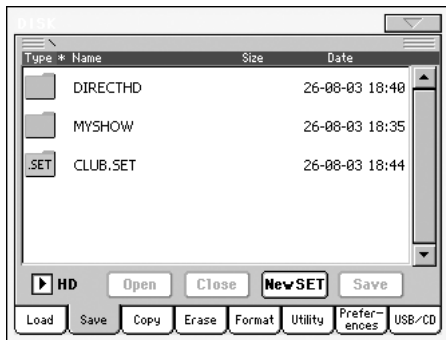 DISK
Type * Name Size Date
DIRECTHD 26-08-03 18:40
MYSHOW 26-08-03 18:35
.SET CLUB.SET 26-08-03 18:44
HD Open Close New SET Save
Load Save Copy Erase Format Utility Prefer-
ences USB/CD